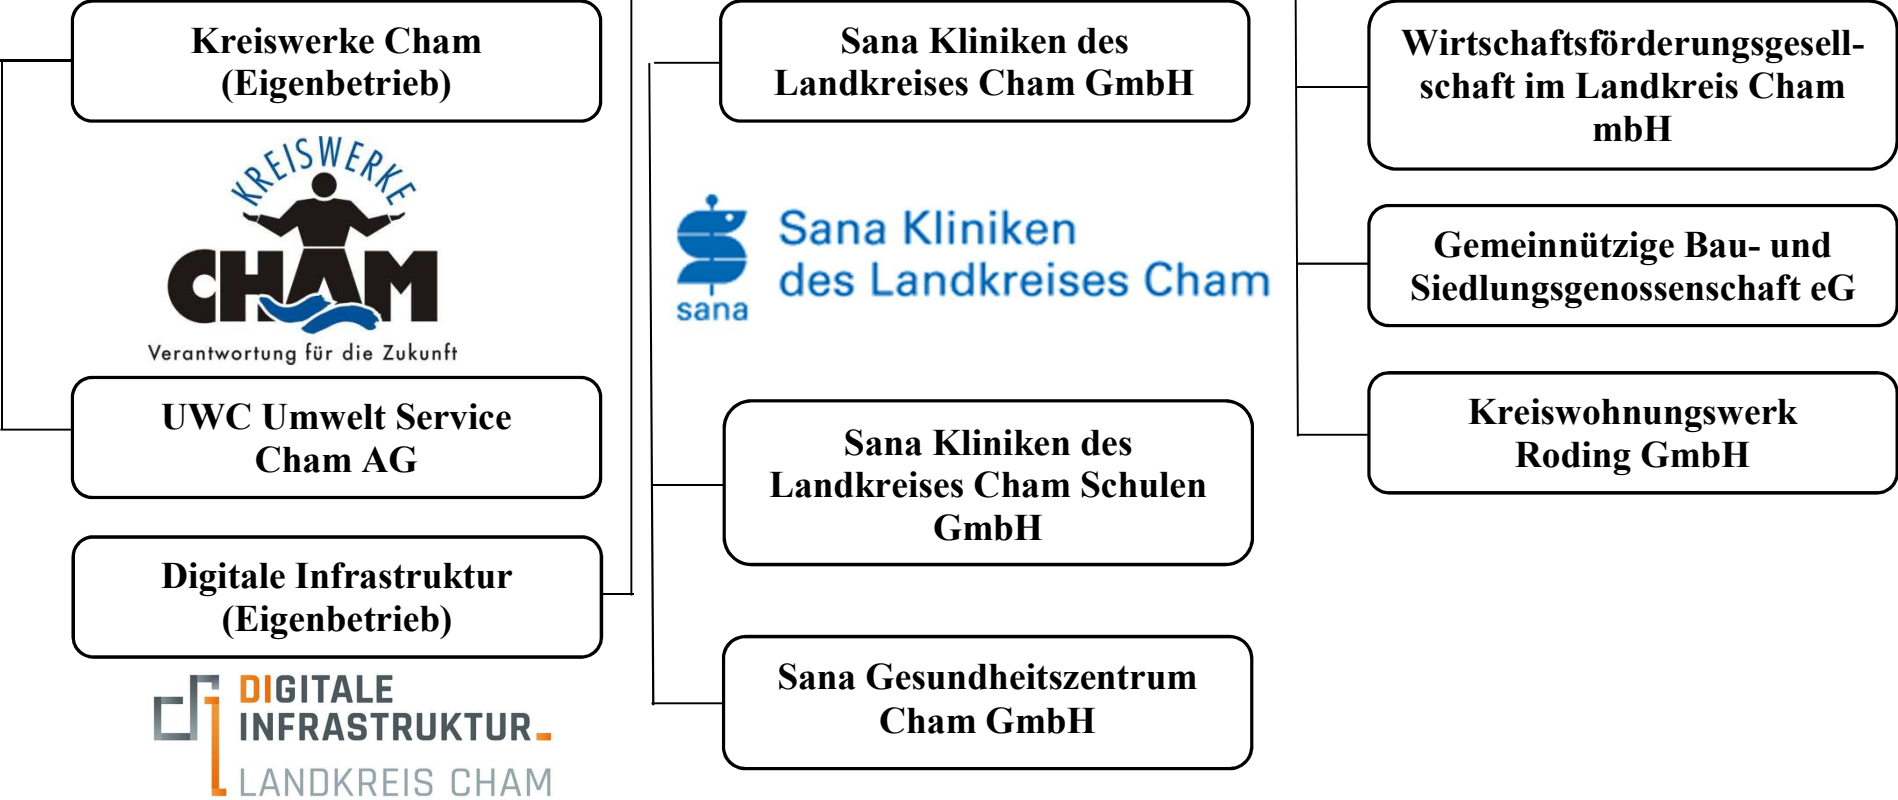 Kreiswerke Cham
(Eigenbetrieb)
KREISWERKE
CHAM
Verantwortung für die Zukunft
UWC Umwelt Service
Cham AG
Digitale Infrastruktur
(Eigenbetrieb)
DIGITALE
INFRASTRUKTUR_
LANDKREIS CHAM
Sana Kliniken des
Landkreises Cham GmbH
Sana Kliniken
des Landkreises Cham
sana
Sana Kliniken des
Landkreises Cham Schulen
GmbH
Sana Gesundheitszentrum
Cham GmbH
Wirtschaftsförderungsgesell-
schaft im Landkreis Cham
mbH
Gemeinnützige Bau- und
Siedlungsgenossenschaft eG
Kreiswohnungswerk
Roding GmbH